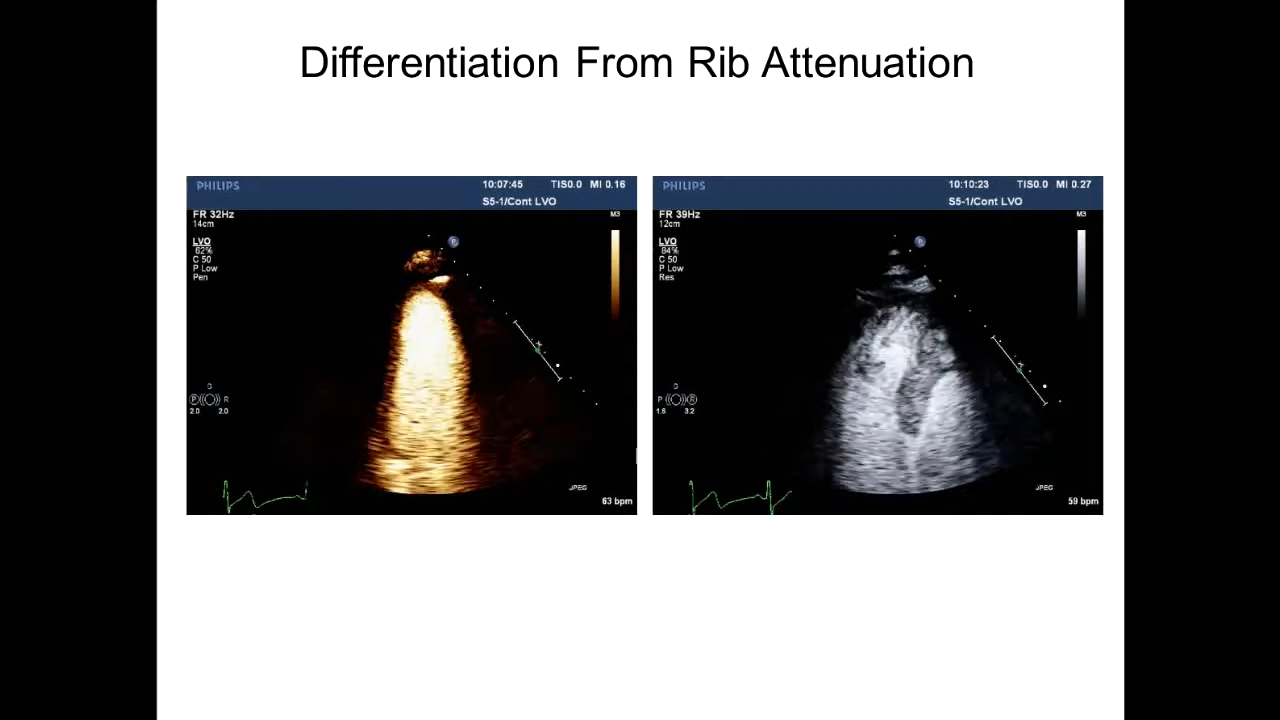 Differentiation From Rib Attenuation
PHILIPS
10:07:45 TIS0.0 MI 0.16
S5-1/Cont LVO
FR 32Hz
14cm
M3
P
LVO
62%
C 50
P Low
Pen
G
P R
2.0 2.0
JPEG
63 bpm
PHILIPS
10:10:23 TIS0.0 MI 0.27
S5-1/Cont LVO
FR 39Hz
12cm
M3
P
LVO
84%
C 50
P Low
Res
G
P R
1.6 3.2
JPEG
59 bpm